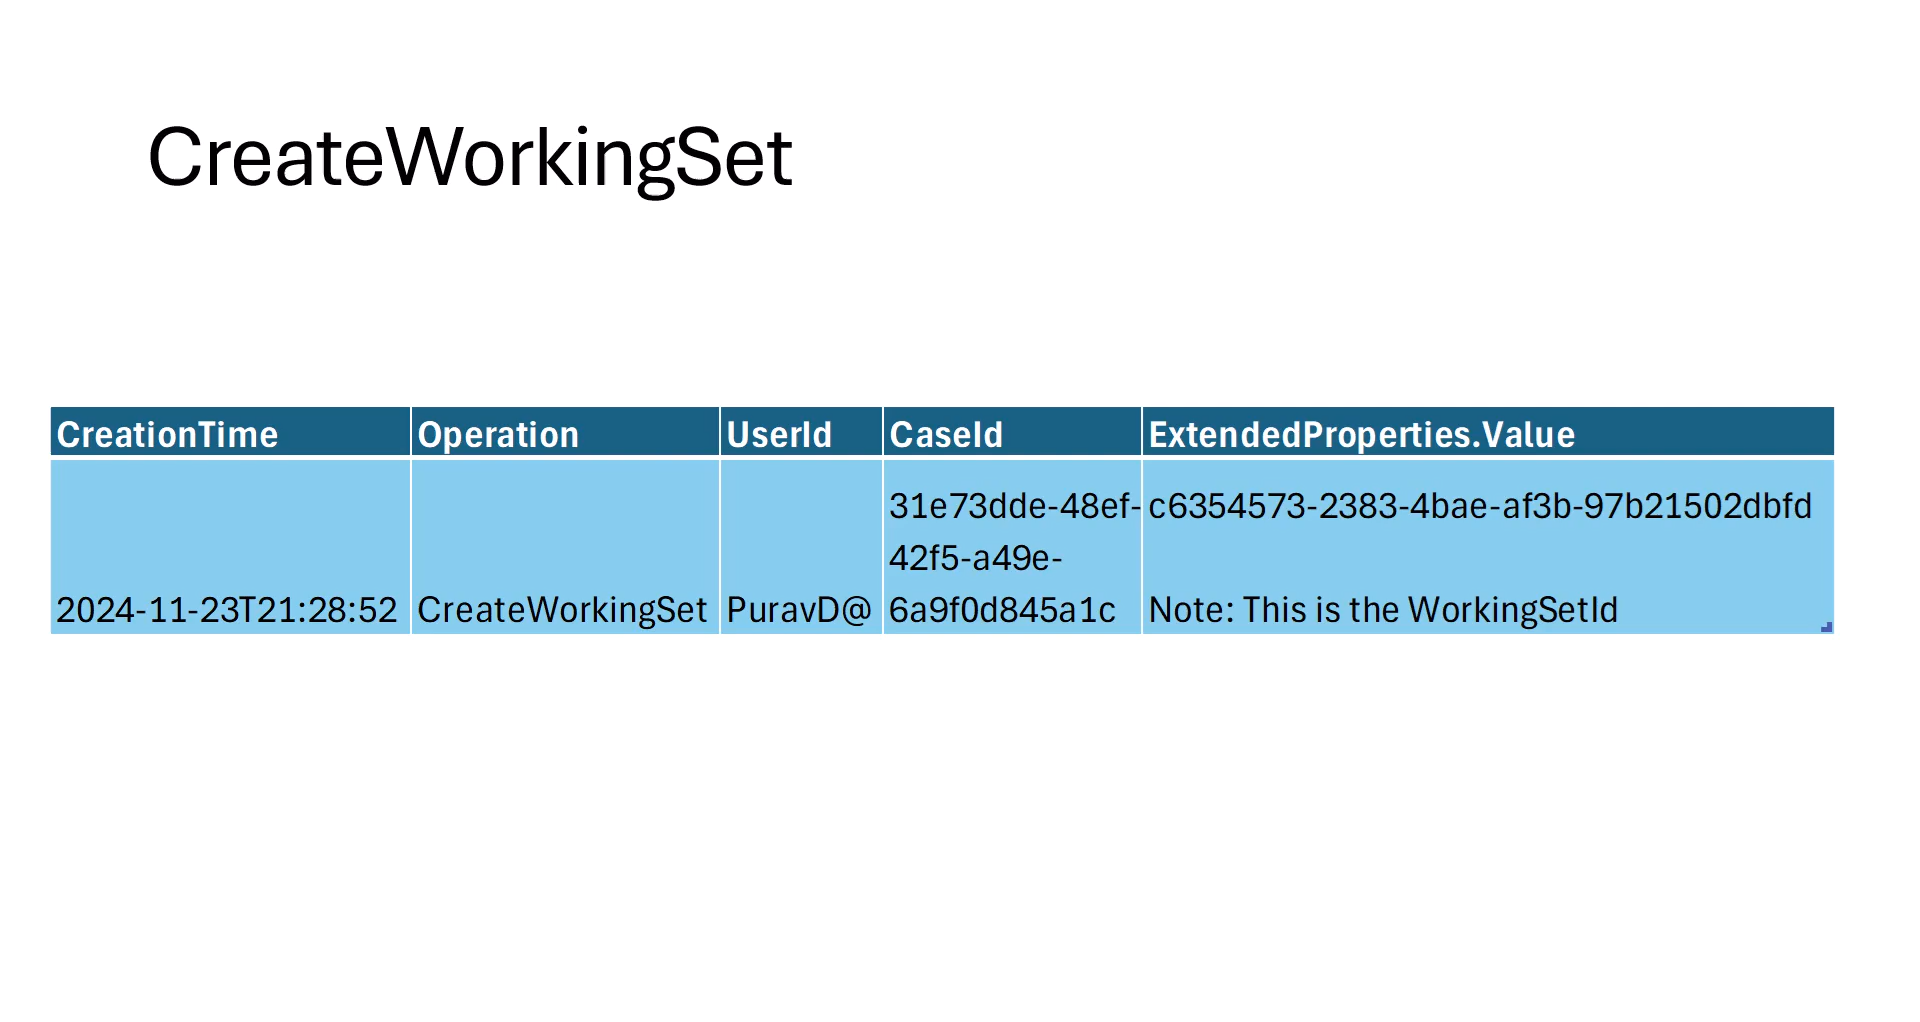 CreateWorkingSet
CreationTime Operation UserId CaseId ExtendedProperties.Value
31e73dde-48ef- c6354573-2383-4bae-af3b-97b21502dbfd
42f5-a49e-
2024-11-23T21:28:52 CreateWorkingSet PuravD@ 6a9f0d845a1c Note: This is the WorkingSetId